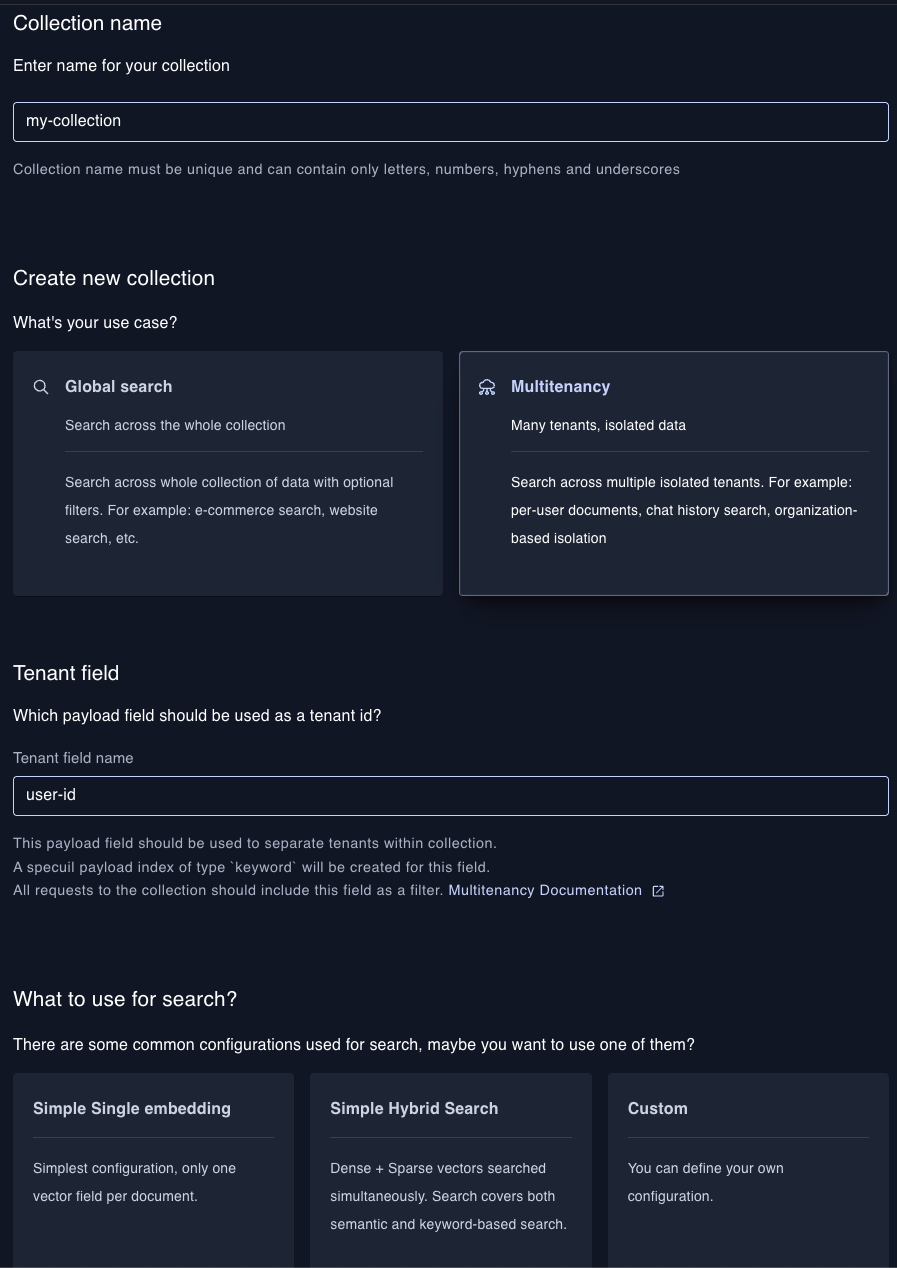 Collection name
Enter name for your collection
my-collection
Collection name must be unique and can contain only letters, numbers, hyphens and underscores
Create new collection
What's your use case?
Global search
Search across the whole collection
Search across whole collection of data with optional
filters. For example: e-commerce search, website
search, etc.
Multitenancy
Many tenants, isolated data
Search across multiple isolated tenants. For example:
per-user documents, chat history search, organization-
based isolation
Tenant field
Which payload field should be used as a tenant id?
Tenant field name
user-id
This payload field should be used to separate tenants within collection.
A specuil payload index of type `keyword` will be created for this field.
All requests to the collection should include this field as a filter. Multitenancy Documentation
What to use for search?
There are some common configurations used for search, maybe you want to use one of them?
Simple Single embedding
Simplest configuration, only one
vector field per document.
Simple Hybrid Search
Dense + Sparse vectors searched
simultaneously. Search covers both
semantic and keyword-based search.
Custom
You can define your own
configuration.